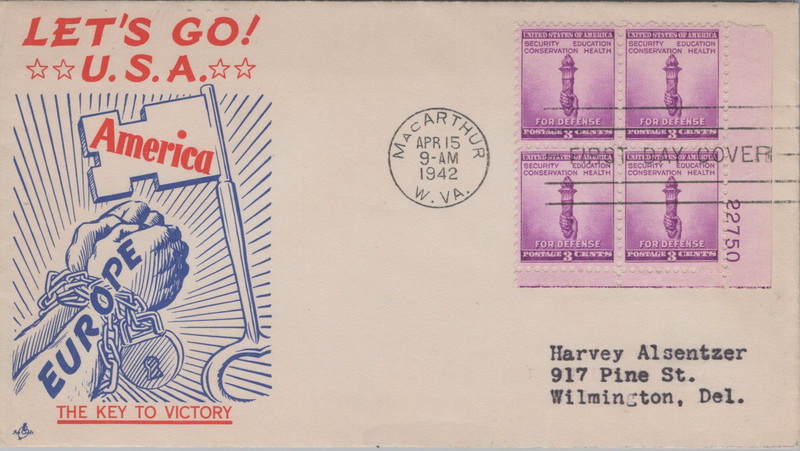 LET'S GO!
U.S.A.
America
EUROPE
THE KEY TO VICTORY
MACARTHUR
APR 15
9-AM
1942
W. VA.
UNITED STATES OF AMERICA
SECURITY EDUCATION
CONSERVATION HEALTH
FOR DEFENSE
POSTAGE 3 CENTS
UNITED STATES OF AMERICA
SECURITY EDUCATION
CONSERVATION HEALTH
FOR DEFENSE
POSTAGE 3 CENTS
FIRST DAY COVER
UNITED STATES OF AMERICA
SECURITY EDUCATION
CONSERVATION HEALTH
FOR DEFENSE
POSTAGE 3 CENTS
UNITED STATES OF AMERICA
SECURITY EDUCATION
CONSERVATION HEALTH
FOR DEFENSE
POSTAGE 3 CENTS
22750
Harvey Alsentzer
917 Pine St.
Wilmington, Del.